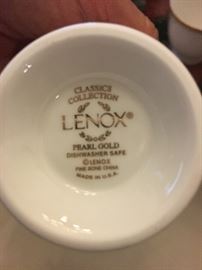 CLASSICS
COLLECTION
LENOX®
PEARL GOLD
DISHWASHER SAFE
© LENOX
FINE BONE CHINA
MADE IN U.S.A.